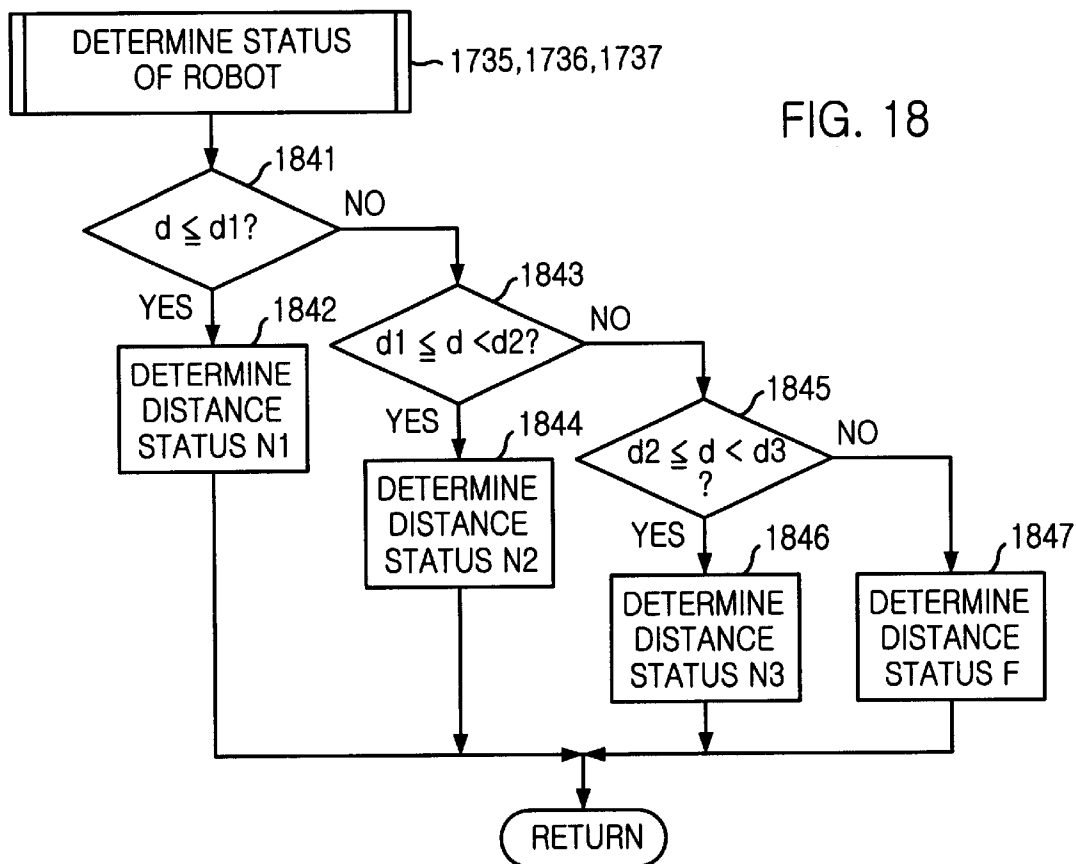 DETERMINE STATUS
OF ROBOT
1735,1736,1737
FIG. 18
1841
d ≦ d1?
NO
YES
1842
DETERMINE
DISTANCE
STATUS N1
1843
d1 ≦ d <d2?
NO
YES
1844
DETERMINE
DISTANCE
STATUS N2
1845
d2 ≦ d < d3
?
NO
YES
1846
DETERMINE
DISTANCE
STATUS N3
1847
DETERMINE
DISTANCE
STATUS F
RETURN